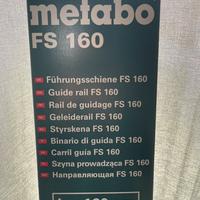 metabo
FS 160
Führungsschiene FS 160
Guide rail FS 160
Rail de guidage FS 160
Geleiderail FS 160
Styrskena FS 160
Binario di guida FS 160
Carril guía FS 160
Szyna prowadząca FS 160
Направляющая FS 160